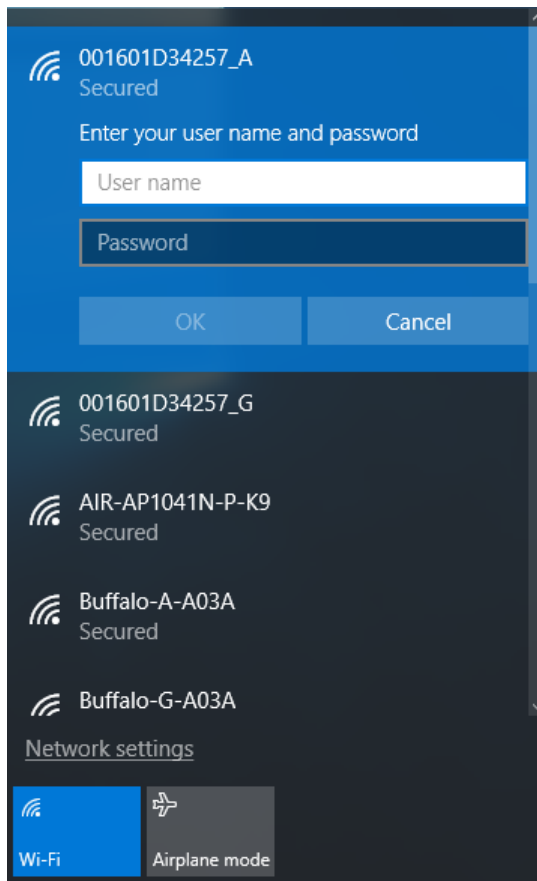 001601D34257_A
Secured
Enter your user name and password
User name
Password
OK Cancel
001601D34257_G
Secured
AIR-AP1041N-P-K9
Secured
Buffalo-A-A03A
Secured
Buffalo-G-A03A
Network settings
Wi-Fi Airplane mode